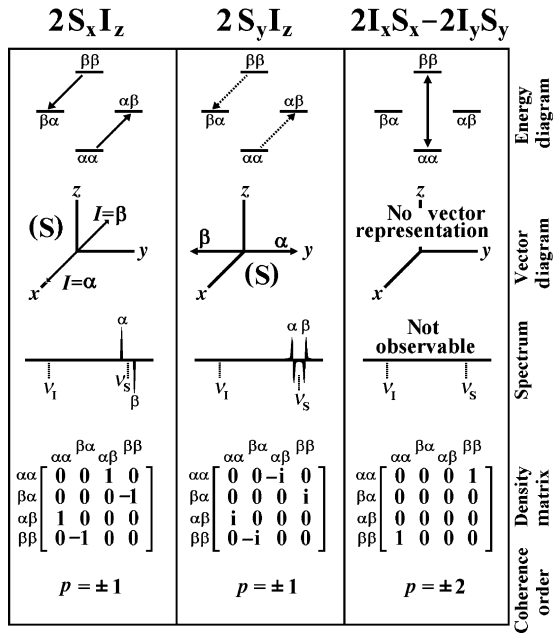 2SxIz 2SyIz 2IxSx−2IySy
ββ ββ ββ
βα αβ βα αβ βα αβ
αα αα αα
Energy diagram
z z z
(S) I=β β α No vector
representation
y y y
I=α (S)
x x x
Vector diagram
α α β Not
observable
νI νS νI νS νI νS
β
Spectrum
αα βα αβ ββ αα βα αβ ββ αα βα αβ ββ
αα 0 0 1 0 αα 0 0 −i 0 αα 0 0 0 1
βα 0 0 0 −1 βα 0 0 0 i βα 0 0 0 0
αβ 1 0 0 0 αβ i 0 0 0 αβ 0 0 0 0
ββ 0 −1 0 0 ββ 0 −i 0 0 ββ 1 0 0 0
Density matrix
p = ± 1 p = ± 1 p = ± 2
Coherence order